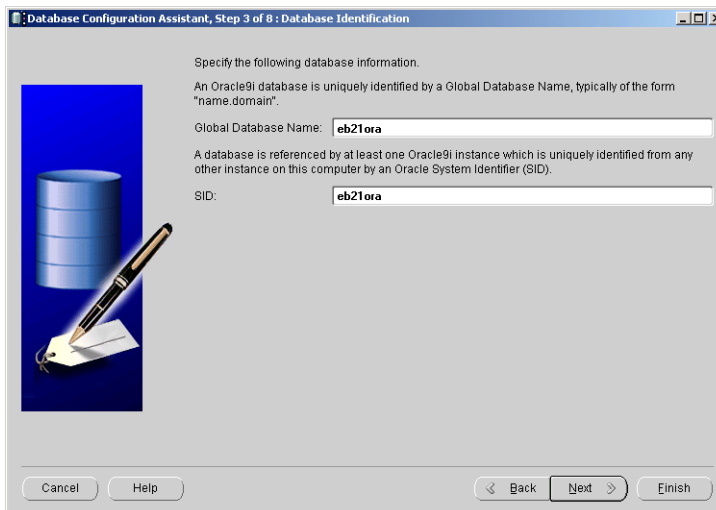 Database Configuration Assistant, Step 3 of 8 : Database Identification
Specify the following database information.
An Oracle9i database is uniquely identified by a Global Database Name, typically of the form
"name.domain".
Global Database Name: eb21ora
A database is referenced by at least one Oracle9i instance which is uniquely identified from any
other instance on this computer by an Oracle System Identifier (SID).
SID: eb21ora
Cancel Help Back Next Finish